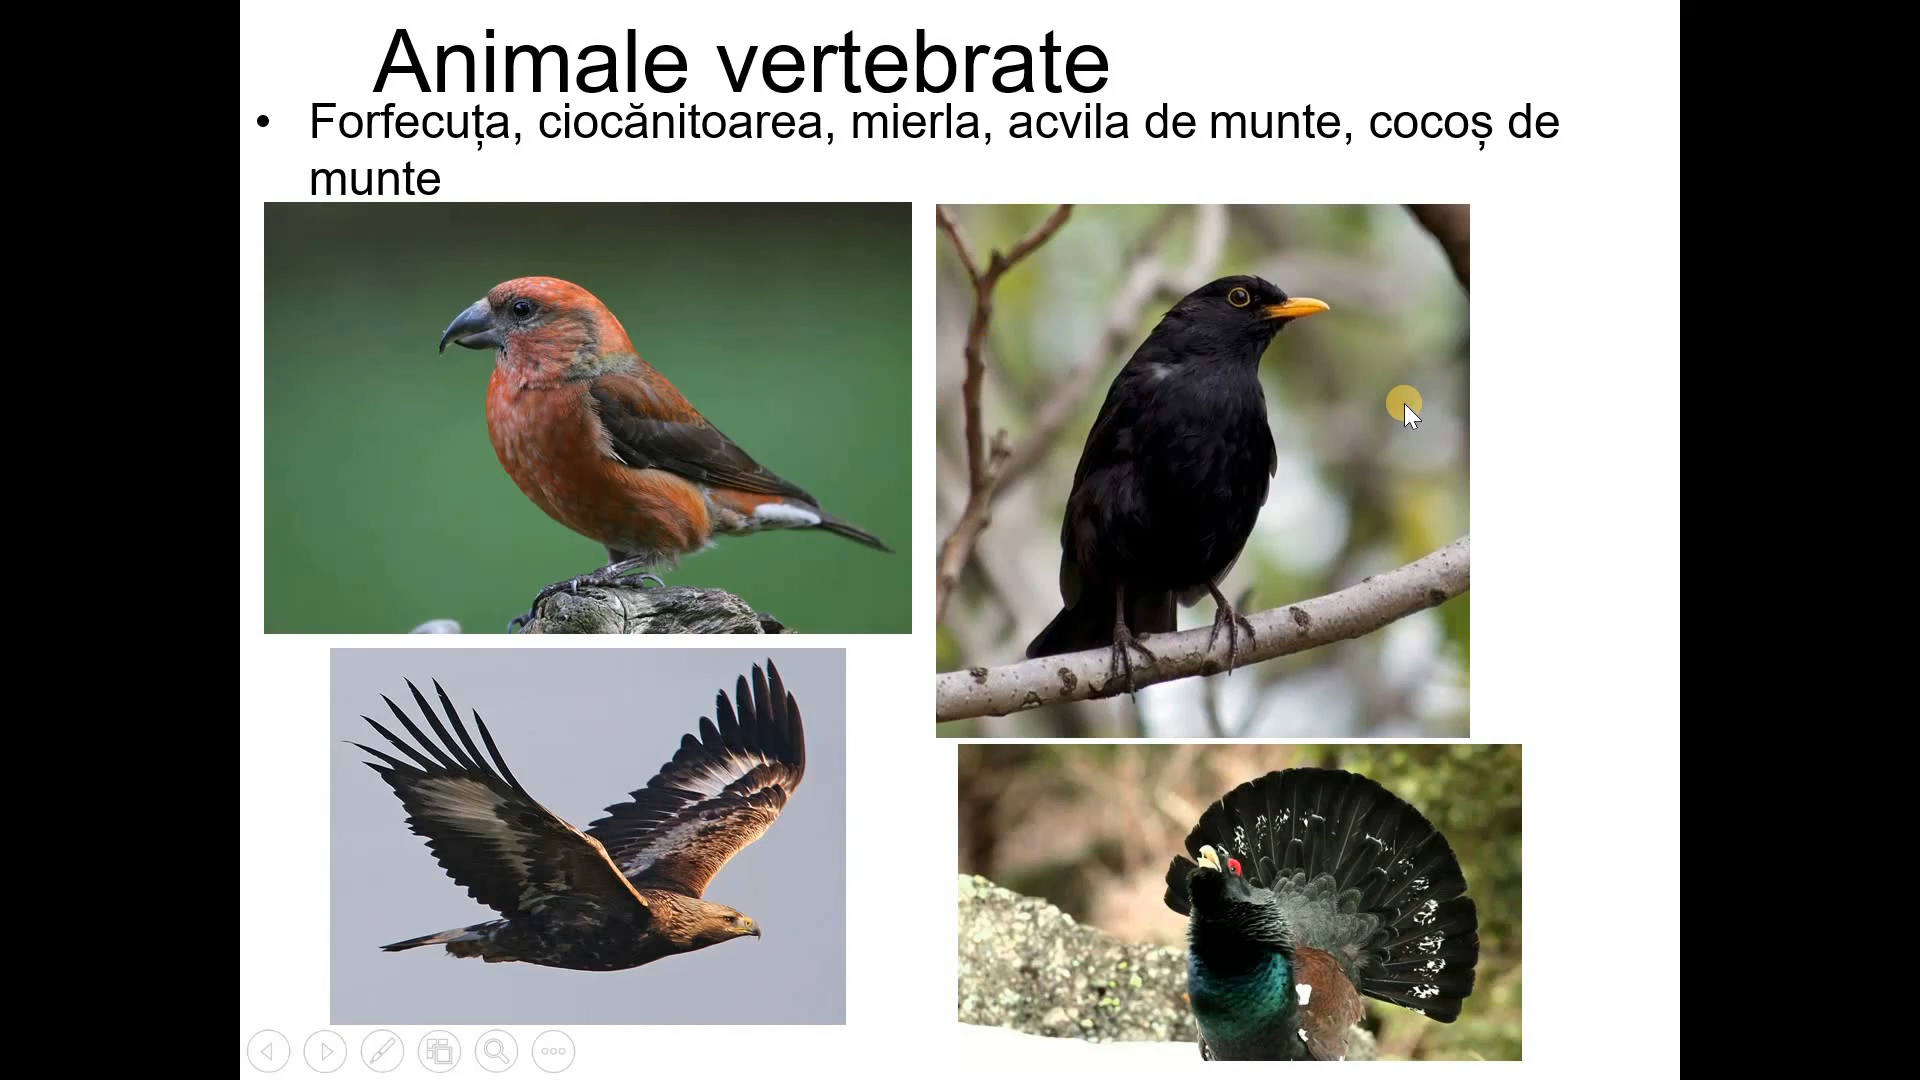 Animale vertebrate
• Forfecuța, ciocănitoarea, mierla, acvila de munte, cocoș de
munte